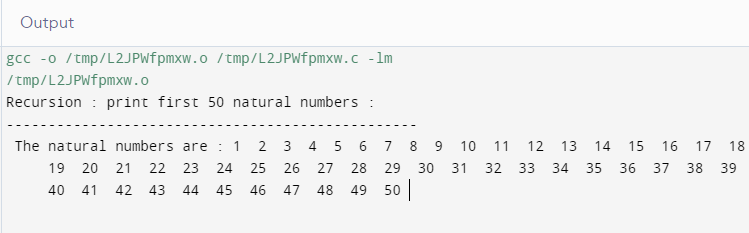 Output
gcc -o /tmp/L2JPWfpmxw.o /tmp/L2JPWfpmxw.c -lm
/tmp/L2JPWfpmxw.o
Recursion : print first 50 natural numbers :
-------------------------------------------------
The natural numbers are : 1 2 3 4 5 6 7 8 9 10 11 12 13 14 15 16 17 18
19 20 21 22 23 24 25 26 27 28 29 30 31 32 33 34 35 36 37 38 39
40 41 42 43 44 45 46 47 48 49 50